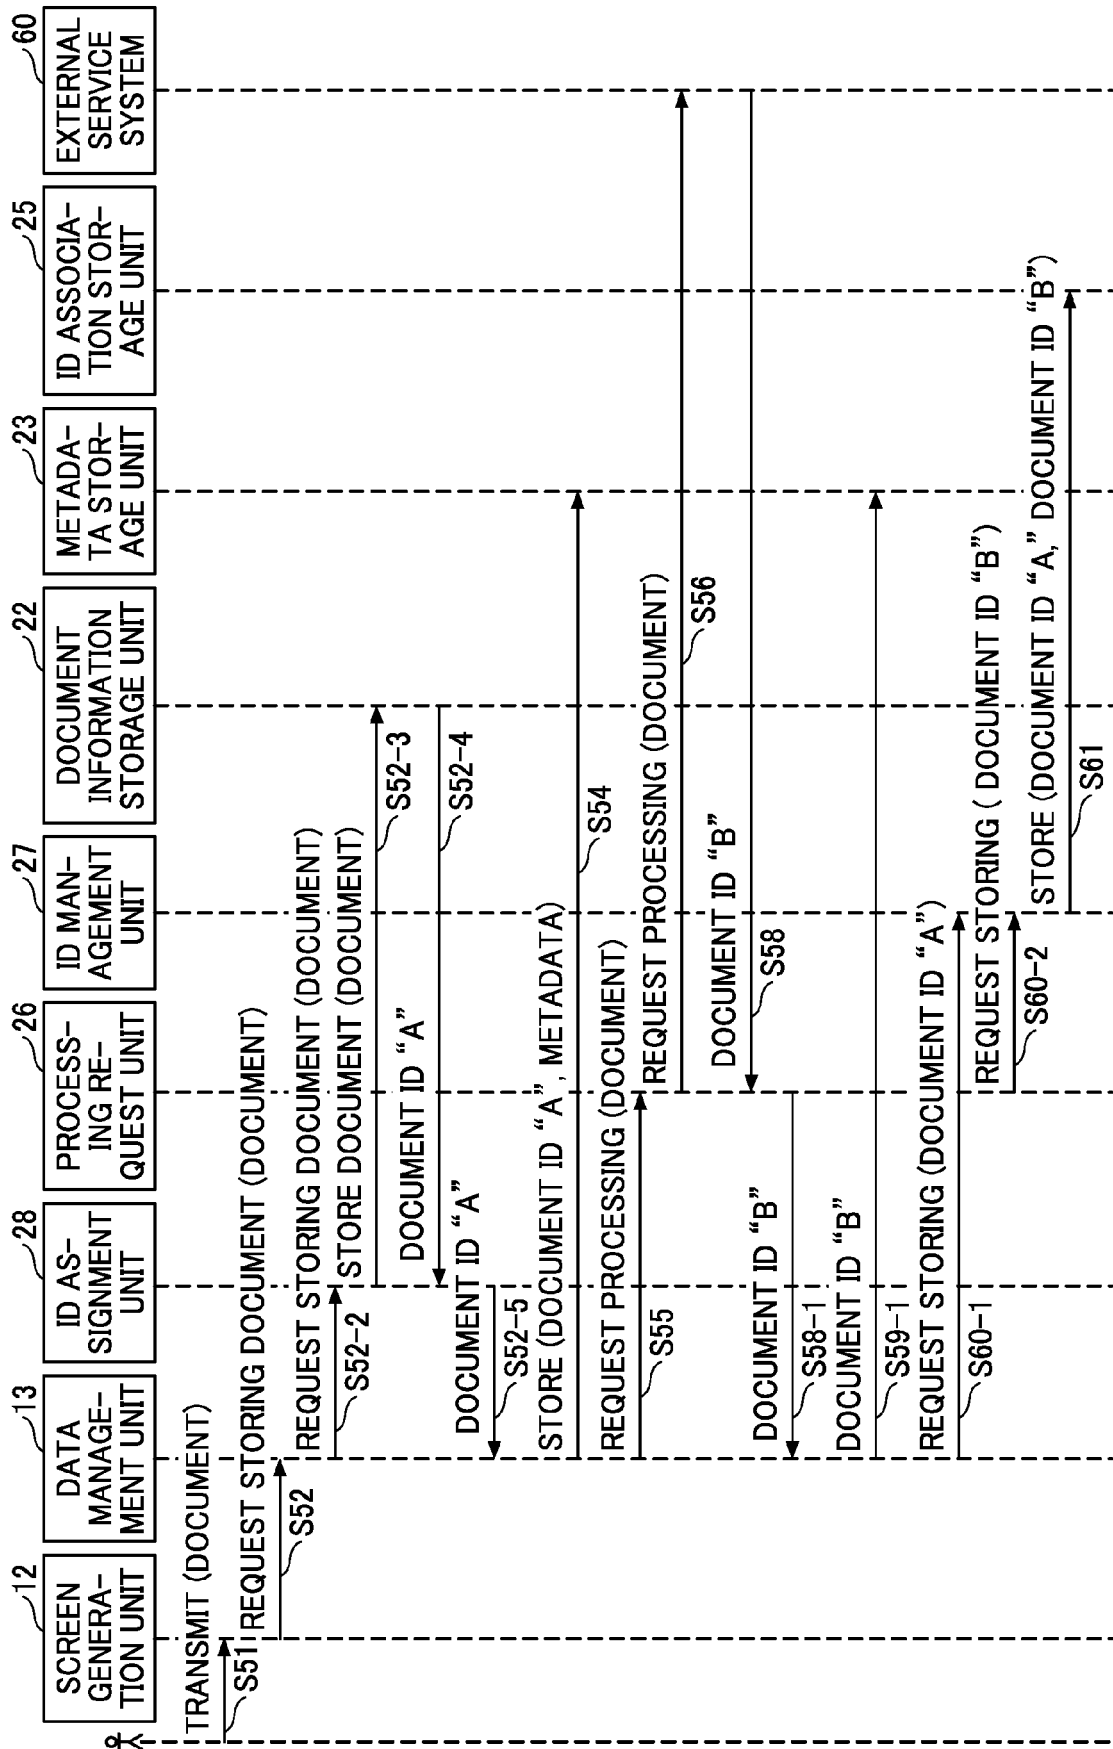 12
SCREEN
GENERA-
TION UNIT
13
DATA
MANAGE-
MENT UNIT
28
ID AS-
SIGNMENT
UNIT
26
PROCESS-
ING RE-
QUEST UNIT
27
ID MAN-
AGEMENT
UNIT
22
DOCUMENT
INFORMATION
STORAGE UNIT
23
METADA-
TA STOR-
AGE UNIT
25
ID ASSOCIA-
TION STOR-
AGE UNIT
60
EXTERNAL
SERVICE
SYSTEM
TRANSMIT (DOCUMENT)
S51
REQUEST STORING DOCUMENT (DOCUMENT)
S52
REQUEST STORING DOCUMENT (DOCUMENT)
S52-2
STORE DOCUMENT (DOCUMENT)
S52-3
DOCUMENT ID “A”
S52-4
DOCUMENT ID “A”
S52-5
STORE (DOCUMENT ID “A”, METADATA)
S54
REQUEST PROCESSING (DOCUMENT)
S55
REQUEST PROCESSING (DOCUMENT)
S56
DOCUMENT ID “B”
S58
DOCUMENT ID “B”
S58-1
DOCUMENT ID “B”
S59-1
REQUEST STORING (DOCUMENT ID “A”)
S60-1
REQUEST STORING ( DOCUMENT ID “B”)
S60-2
STORE (DOCUMENT ID “A,” DOCUMENT ID “B”)
S61